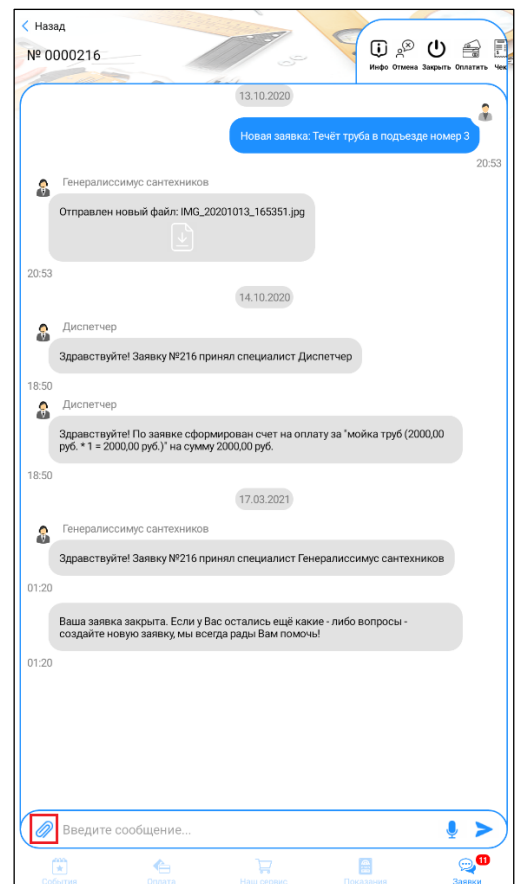 Назад
№ 0000216
Инфо Отмена Закрыть Оплатить Чек
13.10.2020
Новая заявка: Течёт труба в подъезде номер 3
20:53
Генералиссимус сантехников
Отправлен новый файл: IMG_20201013_165351.jpg
20:53
14.10.2020
Диспетчер
Здравствуйте! Заявку №216 принял специалист Диспетчер
18:50
Диспетчер
Здравствуйте! По заявке сформирован счет на оплату за "мойка труб (2000,00
руб. * 1 = 2000,00 руб.)" на сумму 2000,00 руб.
18:50
17.03.2021
Генералиссимус сантехников
Здравствуйте! Заявку №216 принял специалист Генералиссимус сантехников
01:20
Ваша заявка закрыта. Если у Вас остались ещё какие - либо вопросы -
создайте новую заявку, мы всегда рады Вам помочь!
01:20
Введите сообщение...
11
События Оплата Наш сервис Показания Заявки